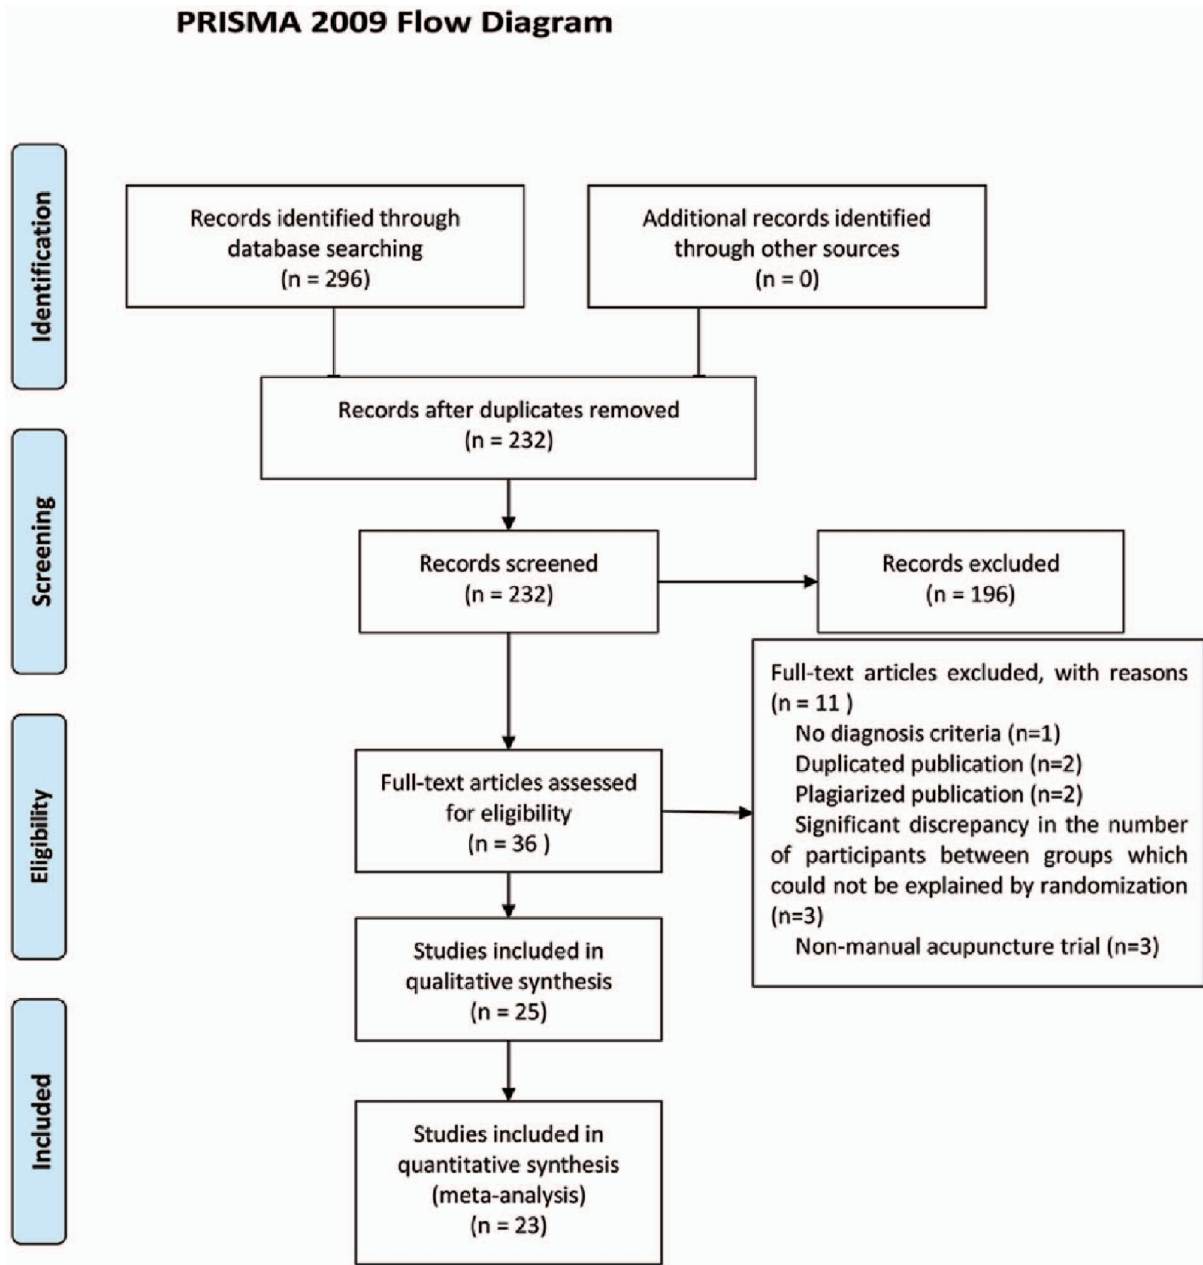 PRISMA 2009 Flow Diagram
Identification
Records identified through
database searching
(n = 296)
Additional records identified
through other sources
(n = 0)
Records after duplicates removed
(n = 232)
Screening
Records screened
(n = 232)
Records excluded
(n = 196)
Eligibility
Full-text articles assessed
for eligibility
(n = 36 )
Full-text articles excluded, with reasons
(n = 11 )
No diagnosis criteria (n=1)
Duplicated publication (n=2)
Plagiarized publication (n=2)
Significant discrepancy in the number
of participants between groups which
could not be explained by randomization
(n=3)
Non-manual acupuncture trial (n=3)
Studies included in
qualitative synthesis
(n = 25)
Included
Studies included in
quantitative synthesis
(meta-analysis)
(n = 23)